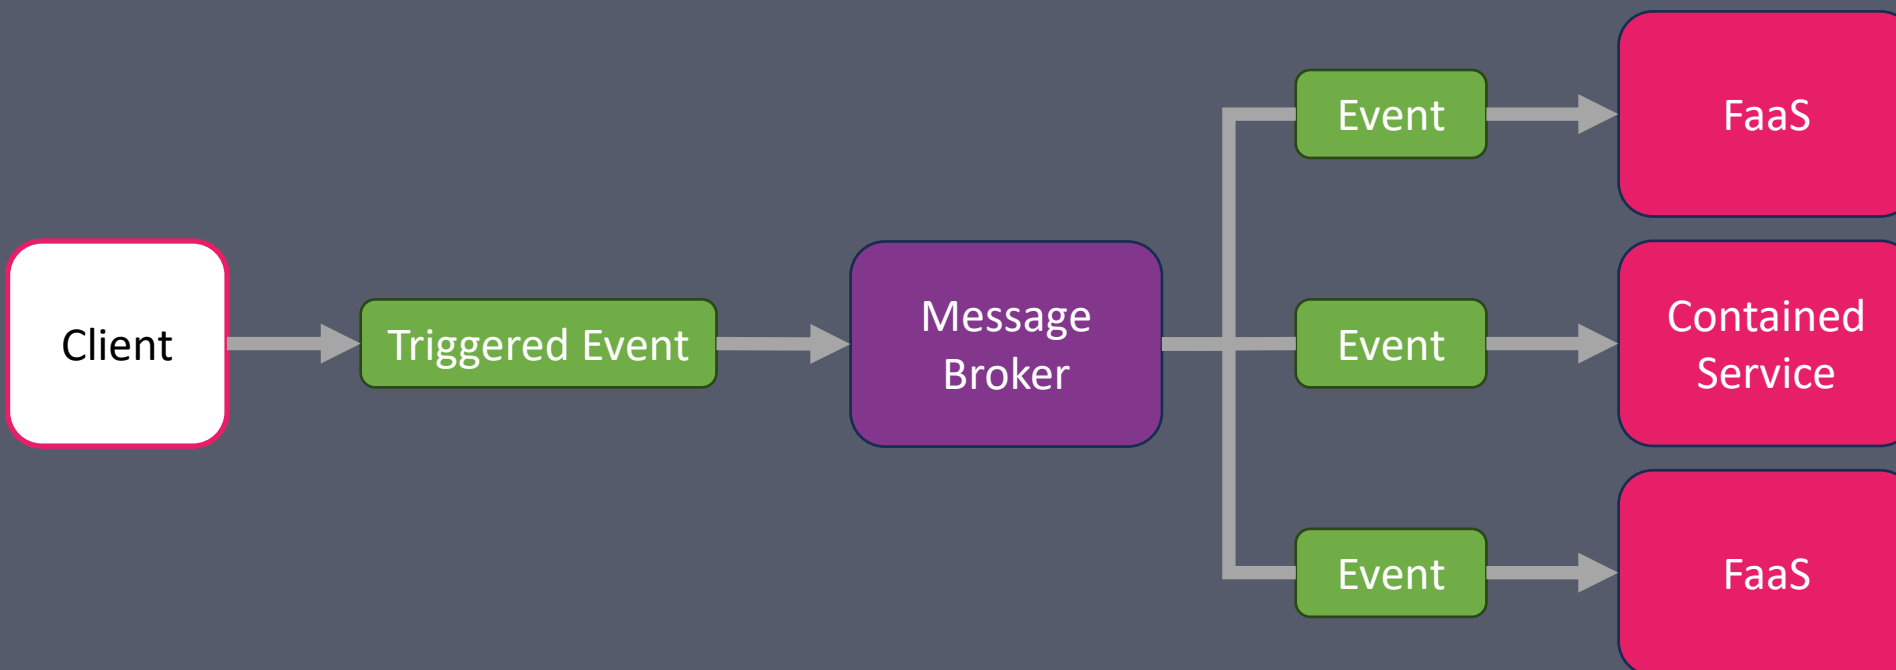 Client
Triggered Event
Message
Broker
Event
FaaS
Event
Contained
Service
Event
FaaS